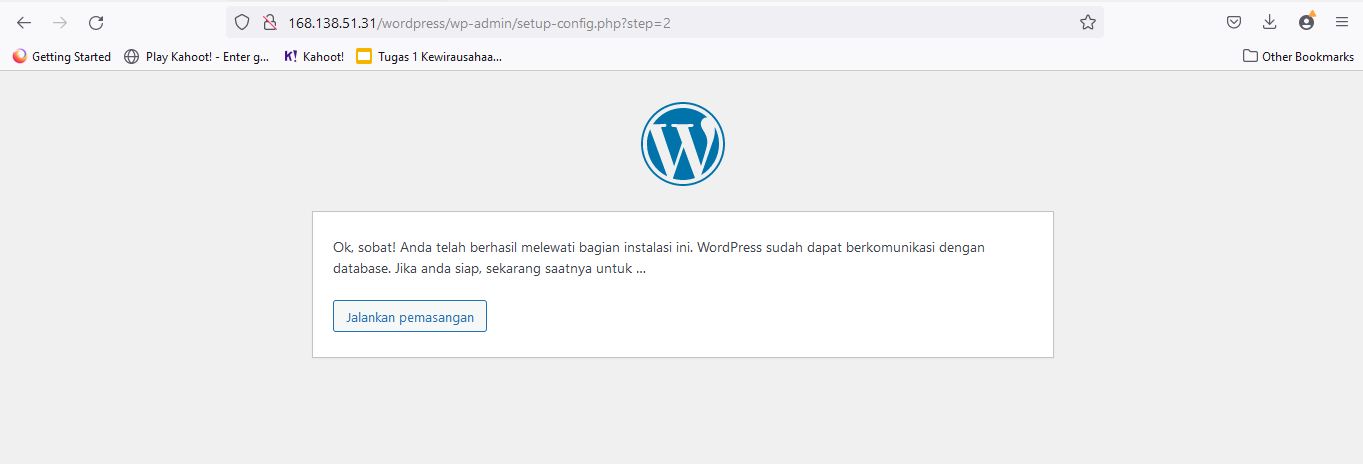 168.138.51.31/wordpress/wp-admin/setup-config.php?step=2
Getting Started Play Kahoot! - Enter g... K! Kahoot! Tugas 1 Kewirausahaa... Other Bookmarks
W
Ok, sobat! Anda telah berhasil melewati bagian instalasi ini. WordPress sudah dapat berkomunikasi dengan
database. Jika anda siap, sekarang saatnya untuk …
Jalankan pemasangan